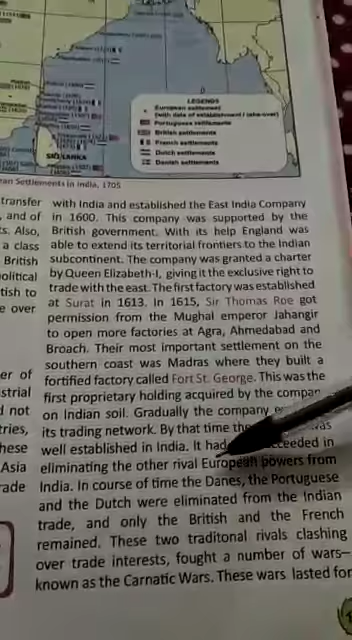 LEGENDS
European settlements
(with date of establishment / take-over)
Portuguese settlements
British settlements
French settlements
Dutch settlements
Danish settlements
SRI LANKA
Settlements in India, 1705
transfer
and of
s. Also,
a class
British
olitical
tish to
e over
er of
strial
d not
tries,
hese
Asia
rade
with India and established the East India Company
in 1600. This company was supported by the
British government. With its help England was
able to extend its territorial frontiers to the Indian
subcontinent. The company was granted a charter
by Queen Elizabeth-I, giving it the exclusive right to
trade with the east. The first factory was established
at Surat in 1613. In 1615, Sir Thomas Roe got
permission from the Mughal emperor Jahangir
to open more factories at Agra, Ahmedabad and
Broach. Their most important settlement on the
southern coast was Madras where they built a
fortified factory called Fort St. George. This was the
first proprietary holding acquired by the compan
on Indian soil. Gradually the company
its trading network. By that time the was
well established in India. It had ceeded in
eliminating the other rival European powers from
India. In course of time the Danes, the Portuguese
and the Dutch were eliminated from the Indian
trade, and only the British and the French
remained. These two traditonal rivals clashing
over trade interests, fought a number of wars–
known as the Carnatic Wars. These wars lasted for